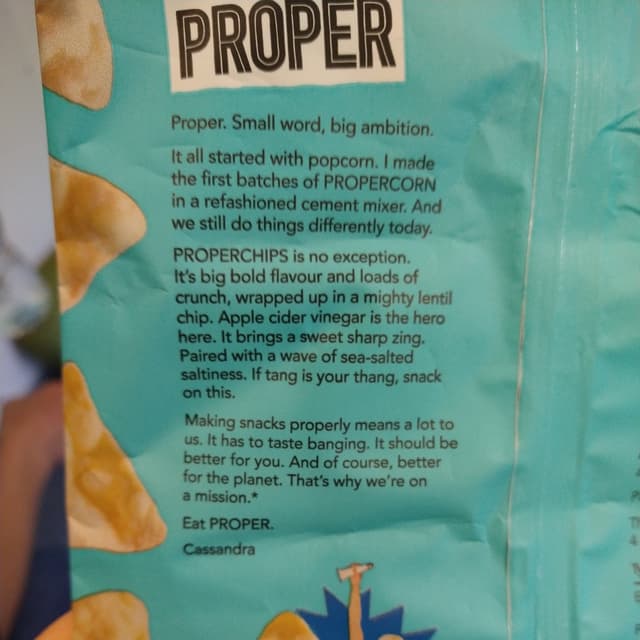 PROPER
Proper. Small word, big ambition.
It all started with popcorn. I made
the first batches of PROPERCORN
in a refashioned cement mixer. And
we still do things differently today.
PROPERCHIPS is no exception.
It's big bold flavour and loads of
crunch, wrapped up in a mighty lentil
chip. Apple cider vinegar is the hero
here. It brings a sweet sharp zing.
Paired with a wave of sea-salted
saltiness. If tang is your thang, snack
on this.
Making snacks properly means a lot to
us. It has to taste banging. It should be
better for you. And of course, better
for the planet. That's why we're on
a mission.*
Eat PROPER.
Cassandra